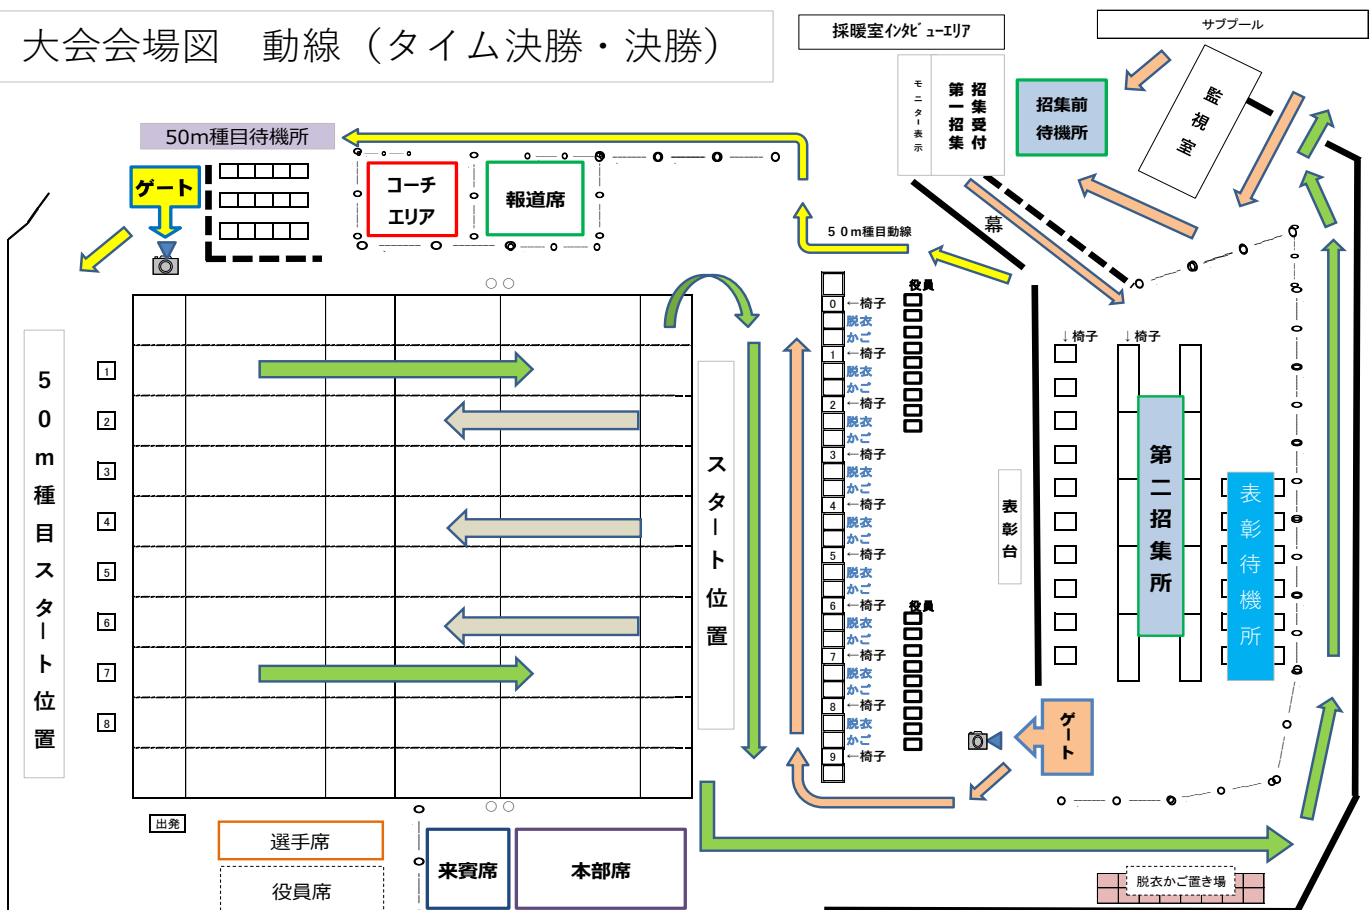 大会会場図　動線（タイム決勝・決勝）
採暖室インタビューエリア
サブプール
モニター表示
第一招集
招集受付
招集前
待機所
監視室
50m種目待機所
ゲート
コーチ
エリア
報道席
５０m種目動線
幕
役員
0 ←椅子
脱衣
かご
1 ←椅子
脱衣
かご
2 ←椅子
脱衣
かご
3 ←椅子
脱衣
かご
4 ←椅子
脱衣
かご
5 ←椅子
脱衣
かご
6 ←椅子
役員
脱衣
かご
7 ←椅子
脱衣
かご
8 ←椅子
脱衣
かご
9 ←椅子
↓椅子
↓椅子
50m種目スタート位置
1
2
3
4
5
6
7
8
スタート位置
表彰台
第二招集所
表彰待機所
ゲート
出発
選手席
役員席
来賓席
本部席
脱衣かご置き場